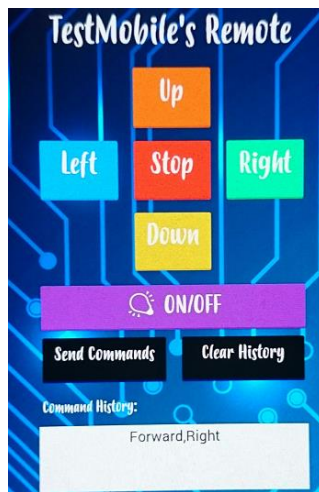 TestMobile's Remote
Up
Left Stop Right
Down
ON/OFF
Send Commands Clear History
Command History:
Forward,Right